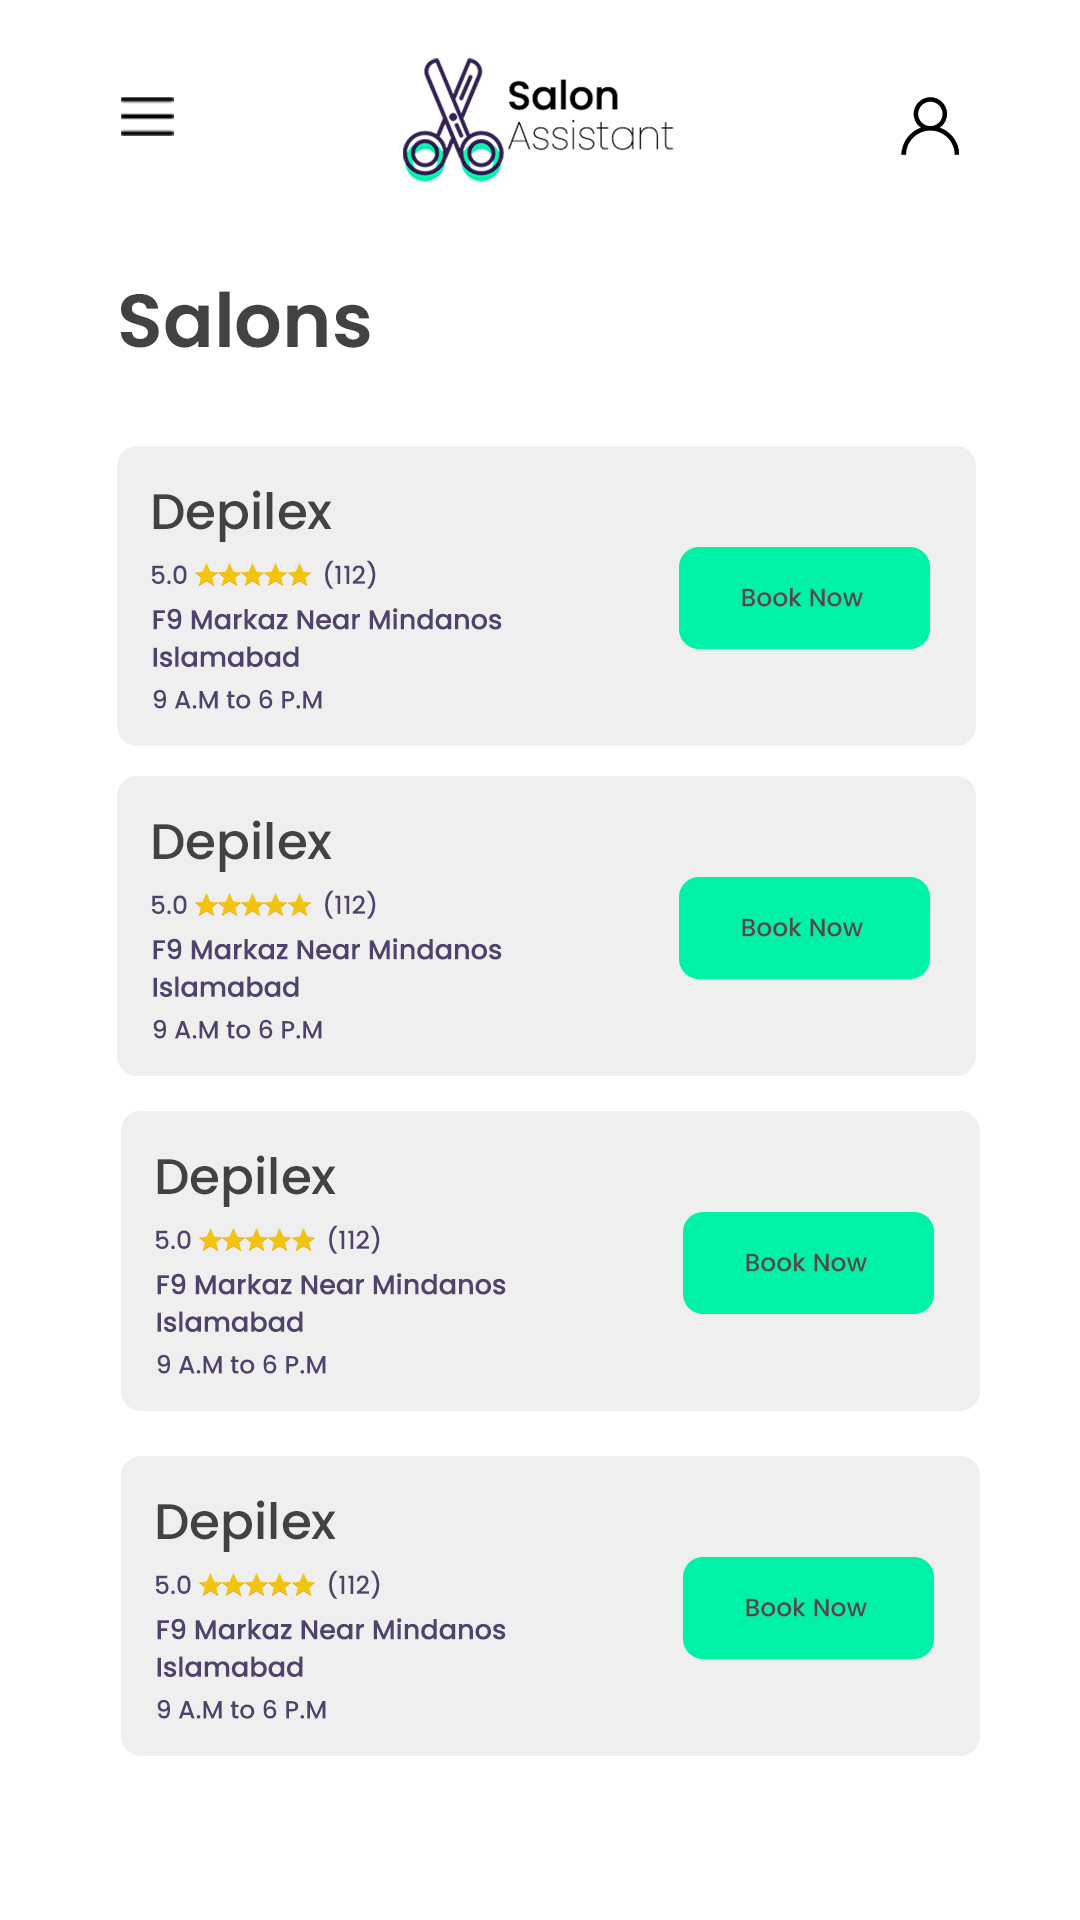 Salon
Assistant
Salons
Depilex
5.0 ★★★★★ (112)
F9 Markaz Near Mindanos
Islamabad
9 A.M to 6 P.M
Book Now
Depilex
5.0 ★★★★★ (112)
F9 Markaz Near Mindanos
Islamabad
9 A.M to 6 P.M
Book Now
Depilex
5.0 ★★★★★ (112)
F9 Markaz Near Mindanos
Islamabad
9 A.M to 6 P.M
Book Now
Depilex
5.0 ★★★★★ (112)
F9 Markaz Near Mindanos
Islamabad
9 A.M to 6 P.M
Book Now